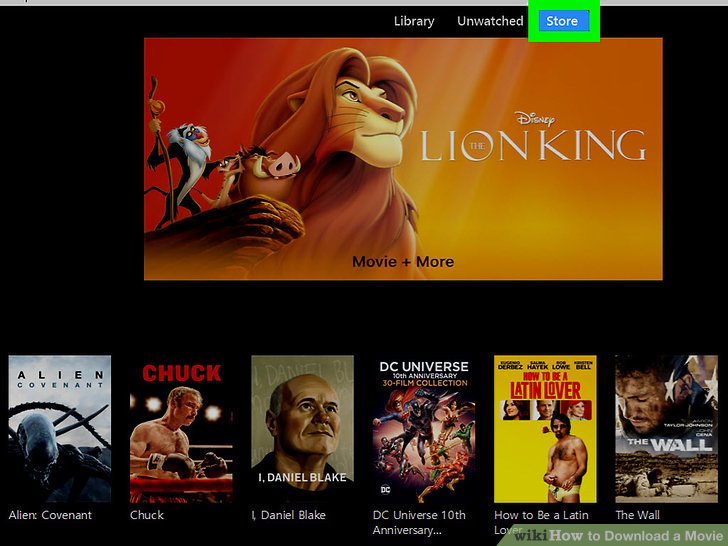 Library Unwatched Store
Disney
THE LION KING
Movie + More
ALIEN
COVENANT
CHUCK
I, DANIEL BLAKE
DC UNIVERSE
10th ANNIVERSARY
30-FILM COLLECTION
DC
EUGENIO DERBEZ SALMA HAYEK ROB LOWE KRISTEN BELL
HOW TO BE A
LATIN LOVER
AARON
TAYLOR-JOHNSON
JOHN
CENA
THE WALL
Alien: Covenant
Chuck
I, Daniel Blake
DC Universe 10th
Anniversary...
How to Be a Latin
Lover
The Wall
wikiHow to Download a Movie